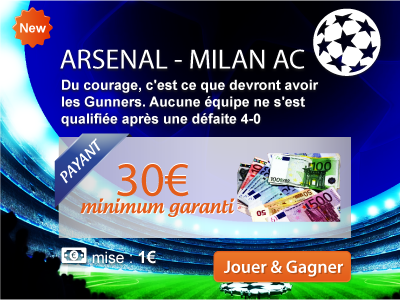 New
ARSENAL - MILAN AC
Du courage, c'est ce que devront avoir
les Gunners. Aucune équipe ne s'est
qualifiée après une défaite 4-0
PAYANT
30€
minimum garanti
mise : 1€
Jouer & Gagner